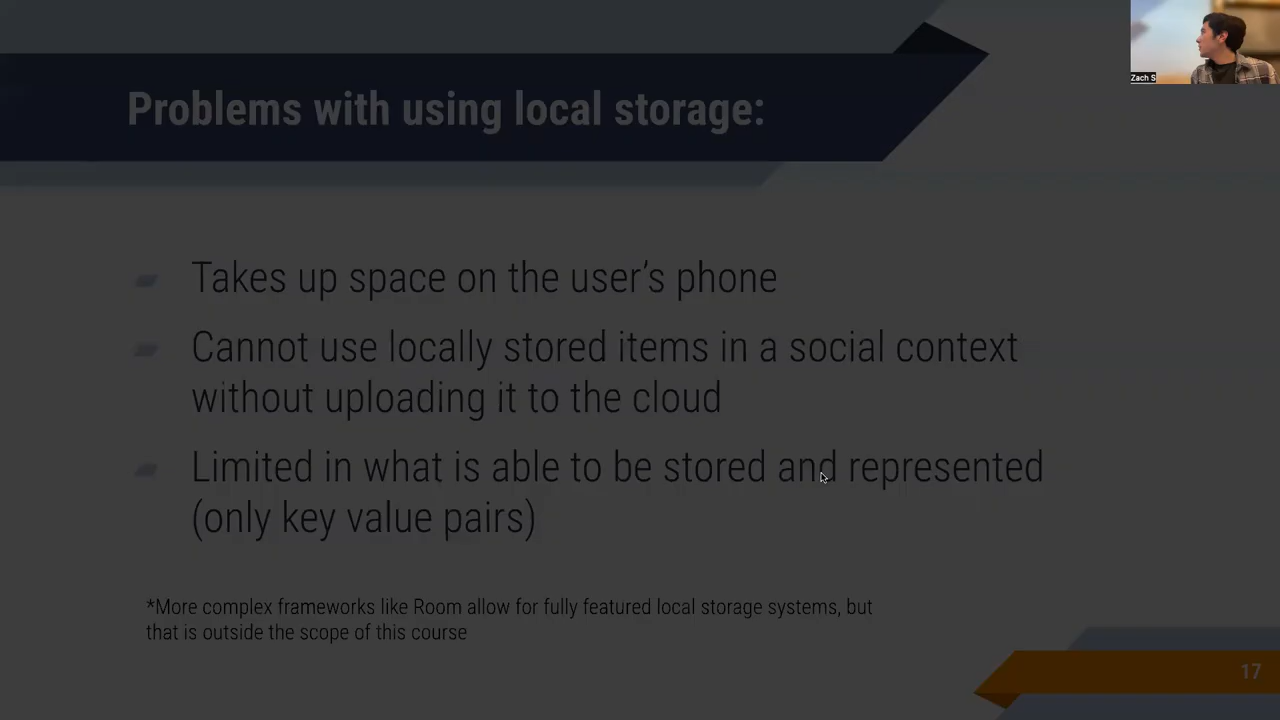 Zach S
Problems with using local storage:
Takes up space on the user’s phone
Cannot use locally stored items in a social context
without uploading it to the cloud
Limited in what is able to be stored and represented
(only key value pairs)
*More complex frameworks like Room allow for fully featured local storage systems, but
that is outside the scope of this course
17